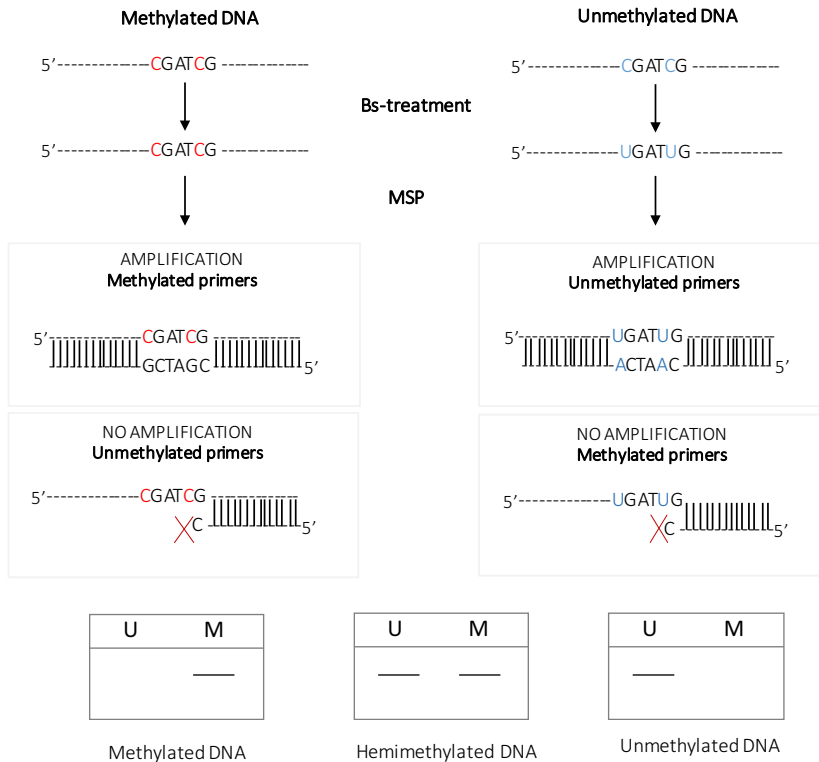 Methylated DNA
Unmethylated DNA
5’------------------CGATCG-----------------
5’------------------CGATCG-----------------
Bs-treatment
5’------------------CGATCG-----------------
5’------------------UGATUG-----------------
MSP
AMPLIFICATION
Methylated primers
5’------------------CGATCG-----------------
GCTAGC
5’
AMPLIFICATION
Unmethylated primers
5’------------------UGATUG-----------------
ACTAAC
5’
NO AMPLIFICATION
Unmethylated primers
5’------------------CGATCG-----------------
C
5’
NO AMPLIFICATION
Methylated primers
5’------------------UGATUG
C
5’
U M
U M
U M
Methylated DNA
Hemimethylated DNA
Unmethylated DNA